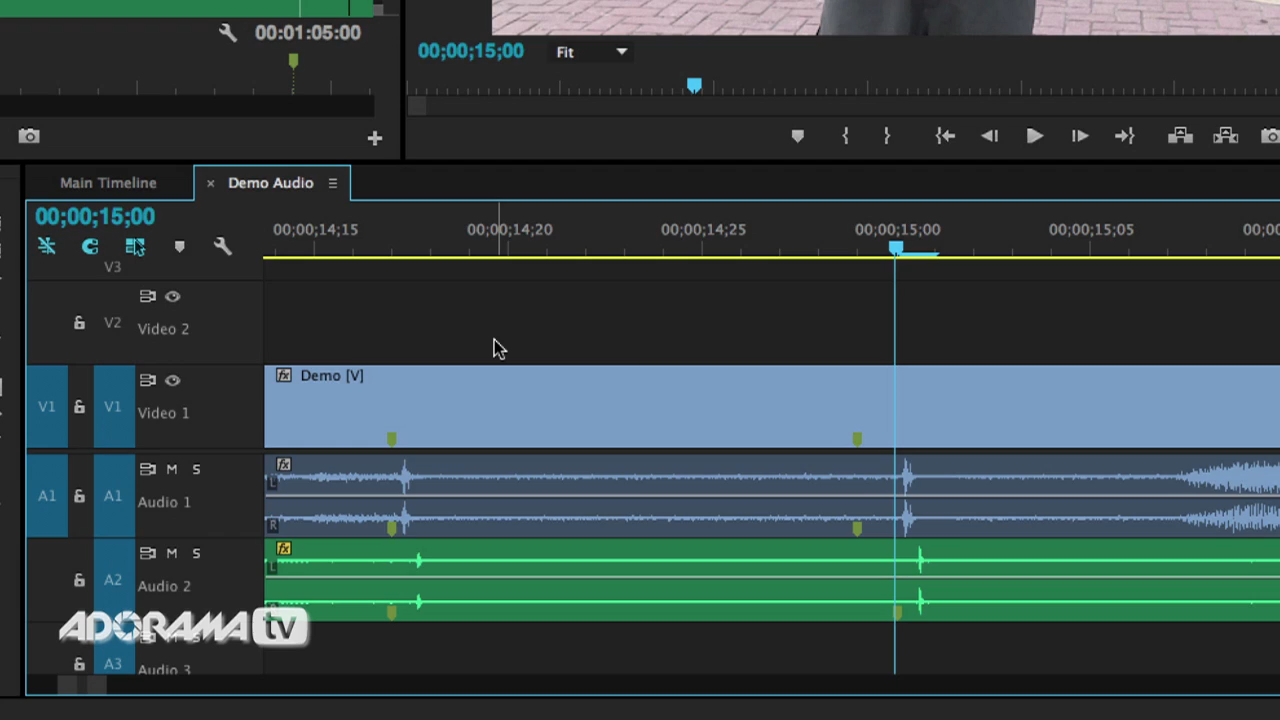 00:01:05:00
00;00;15;00
Fit
Main Timeline
× Demo Audio
00;00;15;00
00;00;14;15
00;00;14;20
00;00;14;25
00;00;15;00
00;00;15;05
V3
V2
Video 2
fx Demo [V]
V1
V1
Video 1
M S
fx
L
A1
A1
Audio 1
R
M S
fx
L
A2
Audio 2
ADORAMA tv
A3
Audio 3